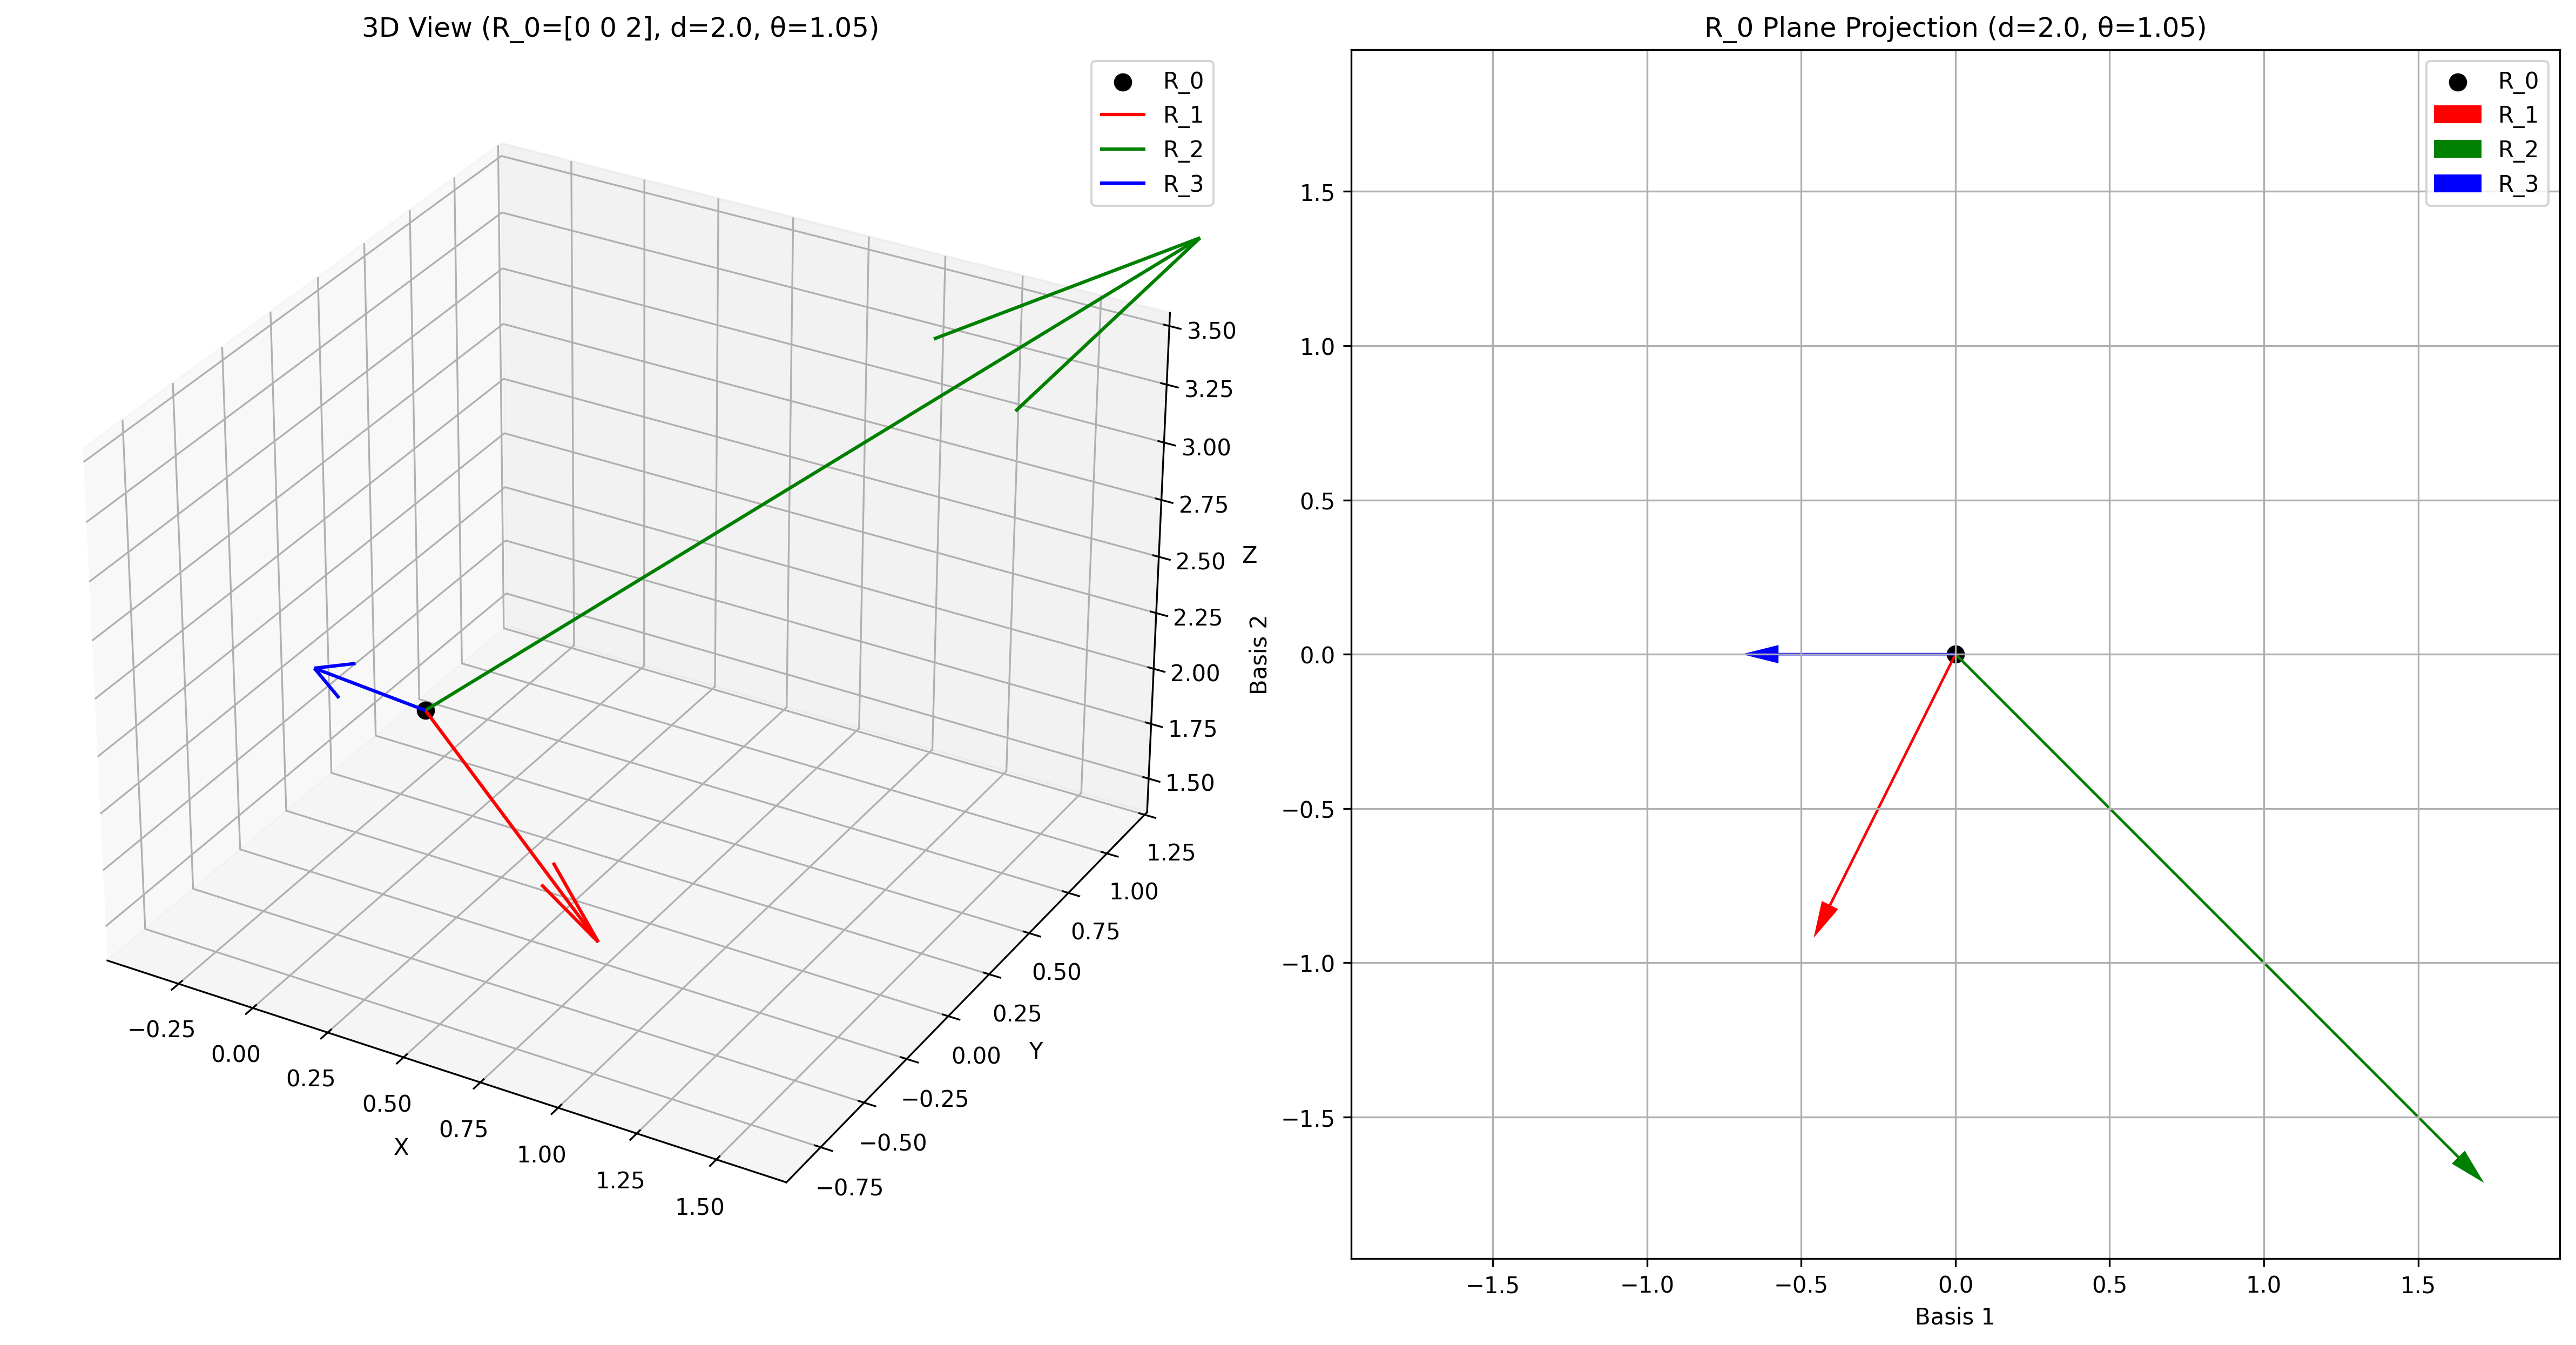 3D View (R_0=[0 0 2], d=2.0, θ=1.05)
R_0
R_1
R_2
R_3
3.50
3.25
3.00
2.75
2.50
2.25
2.00
1.75
1.50
Z
1.25
1.00
0.75
0.50
0.25
0.00
−0.25
−0.50
−0.75
Y
−0.25
0.00
0.25
0.50
0.75
1.00
1.25
1.50
X
R_0 Plane Projection (d=2.0, θ=1.05)
R_0
R_1
R_2
R_3
1.5
1.0
0.5
0.0
−0.5
−1.0
−1.5
Basis 2
−1.5
−1.0
−0.5
0.0
0.5
1.0
1.5
Basis 1